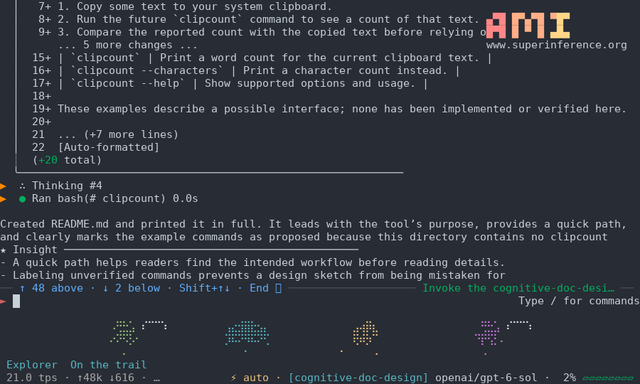 7+ 1. Copy some text to your system clipboard.
8+ 2. Run the future `clipcount` command to see a count of that text.
9+ 3. Compare the reported count with the copied text before relying o
AMI
www.superinference.org
... 5 more changes ...
15+ | `clipcount` | Print a word count for the current clipboard text. |
16+ | `clipcount --characters` | Print a character count instead. |
17+ | `clipcount --help` | Show supported options and usage. |
18+
19+ These examples describe a possible interface; none has been implemented or verified here.
20+
21 ... (+7 more lines)
22 [Auto-formatted]
(+20 total)
▶ ∴ Thinking #4
▶ ● Ran bash(# clipcount) 0.0s
Created README.md and printed it in full. It leads with the tool’s purpose, provides a quick path,
and clearly marks the example commands as proposed because this directory contains no clipcount
★ Insight
- A quick path helps readers find the intended workflow before reading details.
- Labeling unverified commands prevents a design sketch from being mistaken for
↑ 48 above · ↓ 2 below · Shift+↑↓ · End Invoke the cognitive-doc-desi…
Type / for commands
Explorer On the trail
21.0 tps · ↑48k ↓616 · … ⚡ auto · [cognitive-doc-design] openai/gpt-6-sol · 2%